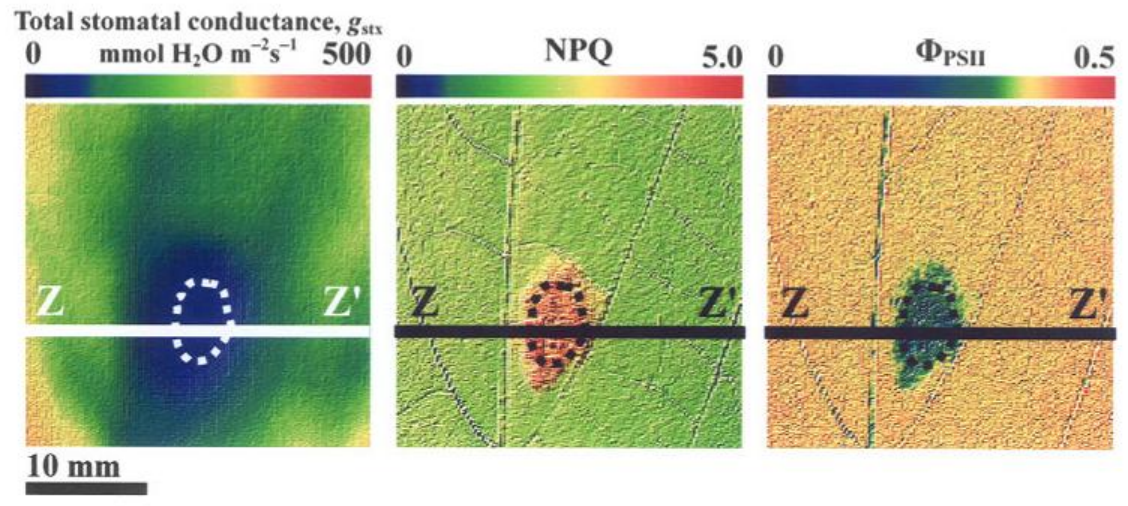 Total stomatal conductance, gstx
0 mmol H₂O m⁻²s⁻¹ 500
0 NPQ 5.0
0 ΦPSII 0.5
Z Z'
Z Z'
Z Z'
10 mm